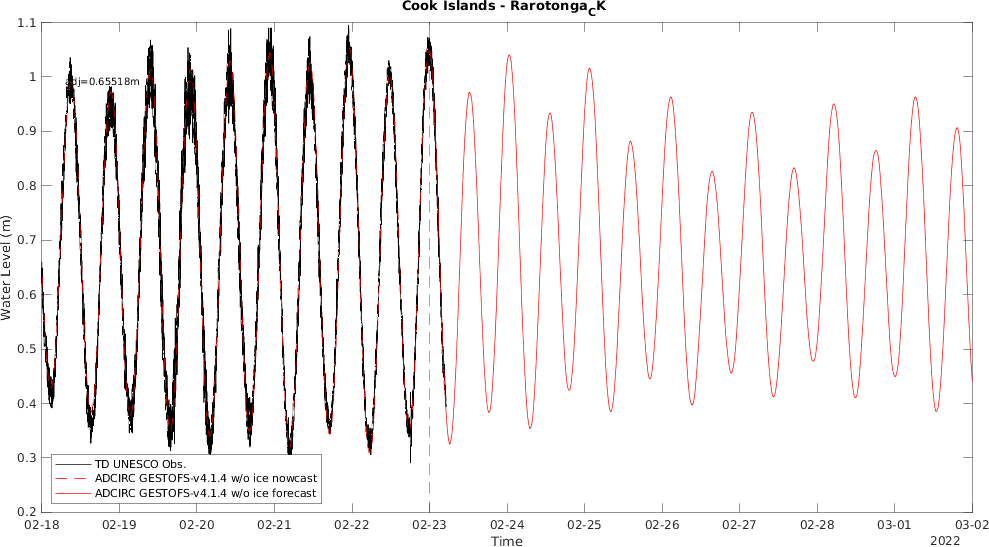 Cook Islands - Rarotonga_CK
adj=0.65518m
Water Level (m)
1.1
1
0.9
0.8
0.7
0.6
0.5
0.4
0.3
0.2
TD UNESCO Obs.
ADCIRC GESTOFS-v4.1.4 w/o ice nowcast
ADCIRC GESTOFS-v4.1.4 w/o ice forecast
02-18 02-19 02-20 02-21 02-22 02-23 02-24 02-25 02-26 02-27 02-28 03-01 03-02
Time
2022